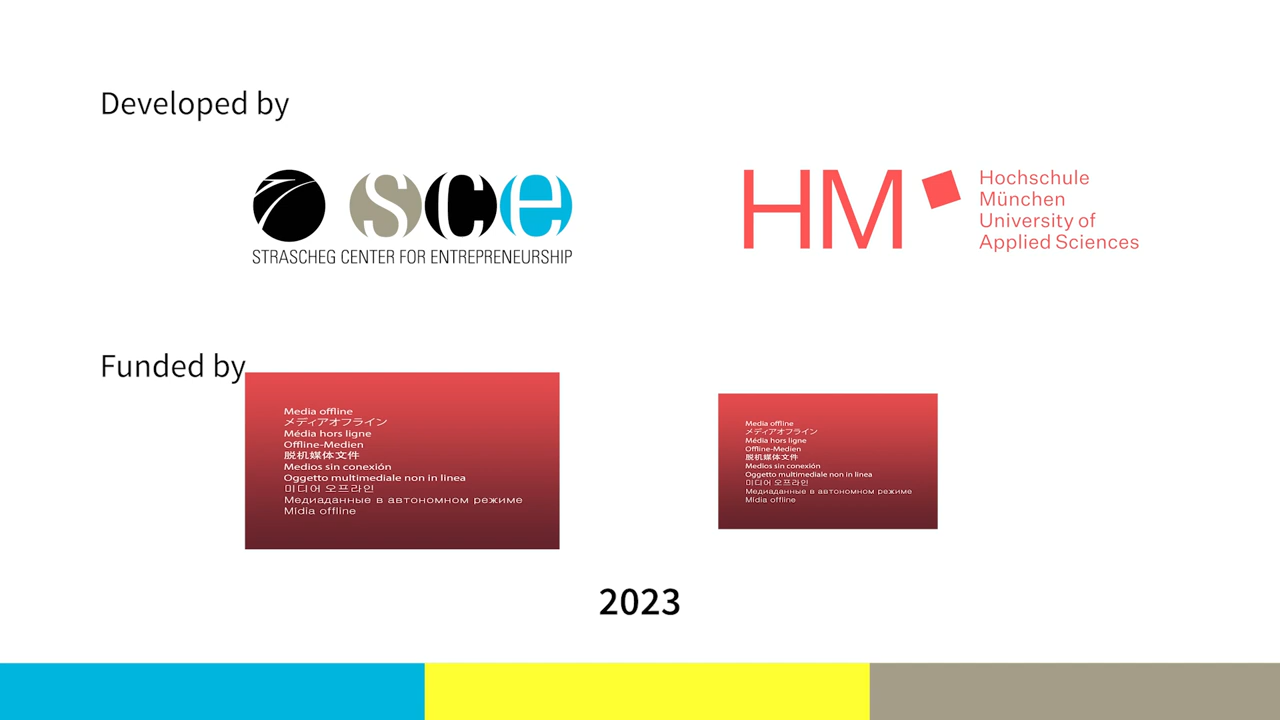 Developed by
sce
STRASCHEG CENTER FOR ENTREPRENEURSHIP
HM
Hochschule
München
University of
Applied Sciences
Funded by
Media offline
メディアオフライン
Média hors ligne
Offline-Medien
脱机媒体文件
Medios sin conexión
Oggetto multimediale non in linea
미디어 오프라인
Медиаданные в автономном режиме
Mídia offline
Media offline
メディアオフライン
Média hors ligne
Offline-Medien
脱机媒体文件
Medios sin conexión
Oggetto multimediale non in linea
미디어 오프라인
Медиаданные в автономном режиме
Mídia offline
2023